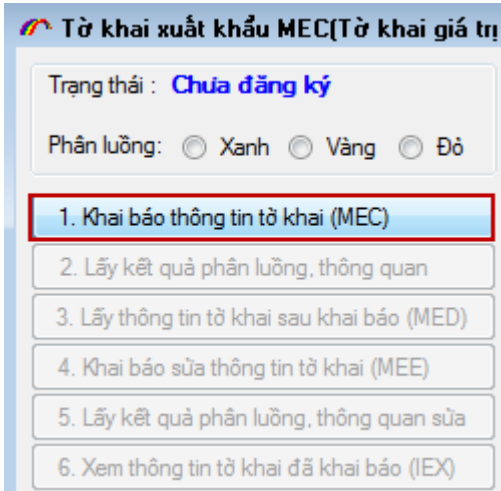 Tờ khai xuất khẩu MEC(Tờ khai giá trị
Trạng thái : Chưa đăng ký
Phân luồng: Xanh Vàng Đỏ
1. Khai báo thông tin tờ khai (MEC)
2. Lấy kết quả phân luồng, thông quan
3. Lấy thông tin tờ khai sau khai báo (MED)
4. Khai báo sửa thông tin tờ khai (MEE)
5. Lấy kết quả phân luồng, thông quan sửa
6. Xem thông tin tờ khai đã khai báo (IEX)